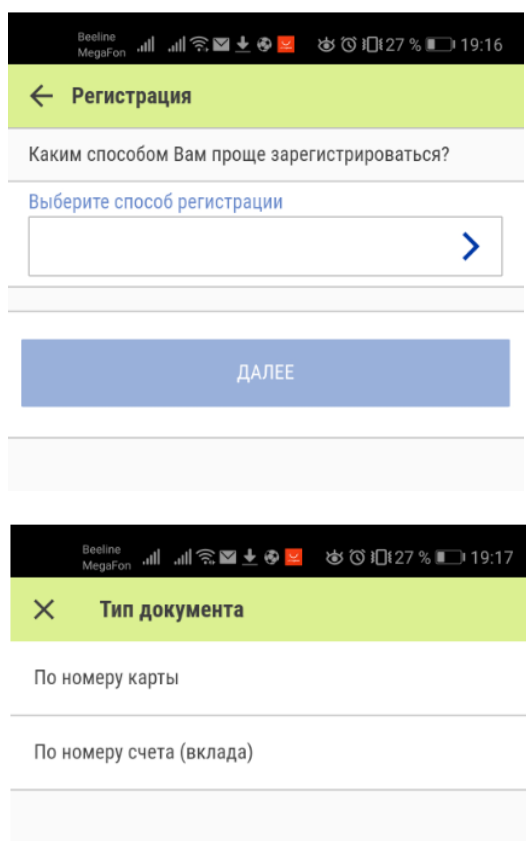 Beeline
MegaFon
27 % 19:16
Регистрация
Каким способом Вам проще зарегистрироваться?
Выберите способ регистрации
ДАЛЕЕ
Beeline
MegaFon
27 % 19:17
Тип документа
По номеру карты
По номеру счета (вклада)